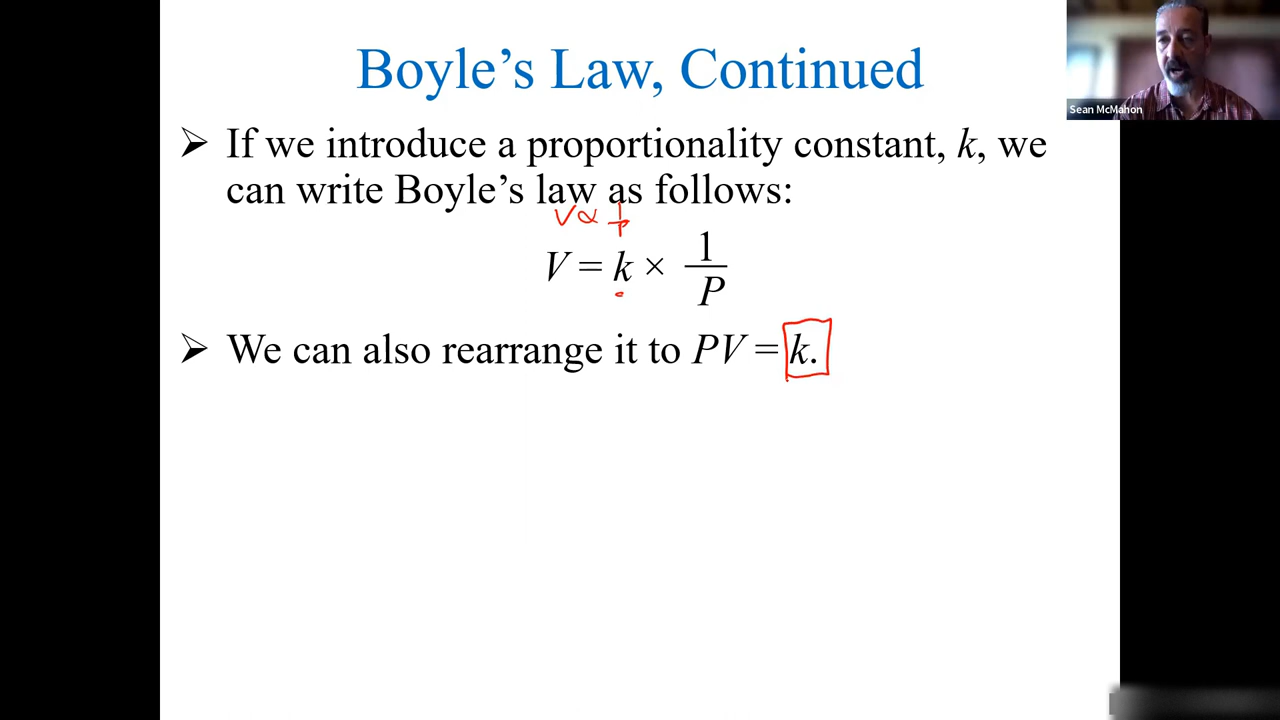 Boyle's Law, Continued
Sean McMahon
➢ If we introduce a proportionality constant, k, we
can write Boyle's law as follows:
V ∝ 1/P
V = k × 1/P
➢ We can also rearrange it to PV = k.